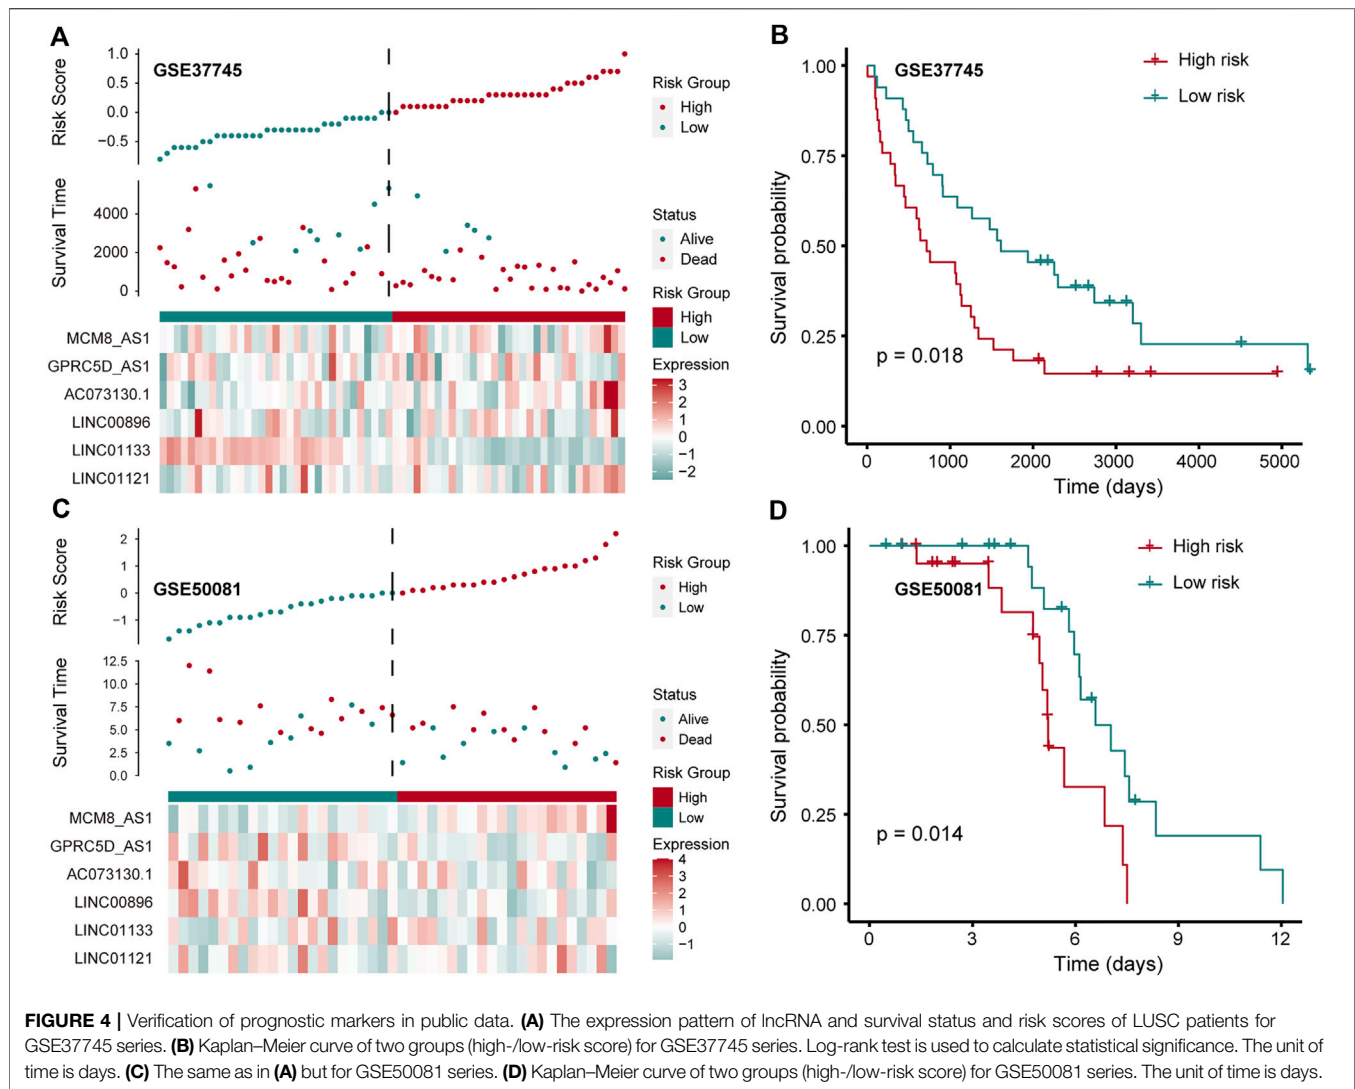 A
GSE37745
Risk Score
1.0
0.5
0.0
−0.5
Risk Group
High
Low
Survival Time
4000
2000
0
Status
Alive
Dead
Risk Group
High
Low
MCM8_AS1
GPRC5D_AS1
AC073130.1
LINC00896
LINC01133
LINC01121
Expression
3
2
1
0
−1
−2
B
GSE37745
High risk
Low risk
Survival probability
1.00
0.75
0.50
0.25
0.00
p = 0.018
0 1000 2000 3000 4000 5000
Time (days)
C
GSE50081
Risk Score
2
1
0
−1
Risk Group
High
Low
Survival Time
12.5
10.0
7.5
5.0
2.5
0.0
Status
Alive
Dead
Risk Group
High
Low
MCM8_AS1
GPRC5D_AS1
AC073130.1
LINC00896
LINC01133
LINC01121
Expression
4
3
2
1
0
−1
D
GSE50081
High risk
Low risk
Survival probability
1.00
0.75
0.50
0.25
0.00
p = 0.014
0 3 6 9 12
Time (days)
FIGURE 4 | Verification of prognostic markers in public data. (A) The expression pattern of lncRNA and survival status and risk scores of LUSC patients for
GSE37745 series. (B) Kaplan–Meier curve of two groups (high-/low-risk score) for GSE37745 series. Log-rank test is used to calculate statistical significance. The unit of
time is days. (C) The same as in (A) but for GSE50081 series. (D) Kaplan–Meier curve of two groups (high-/low-risk score) for GSE50081 series. The unit of time is days.